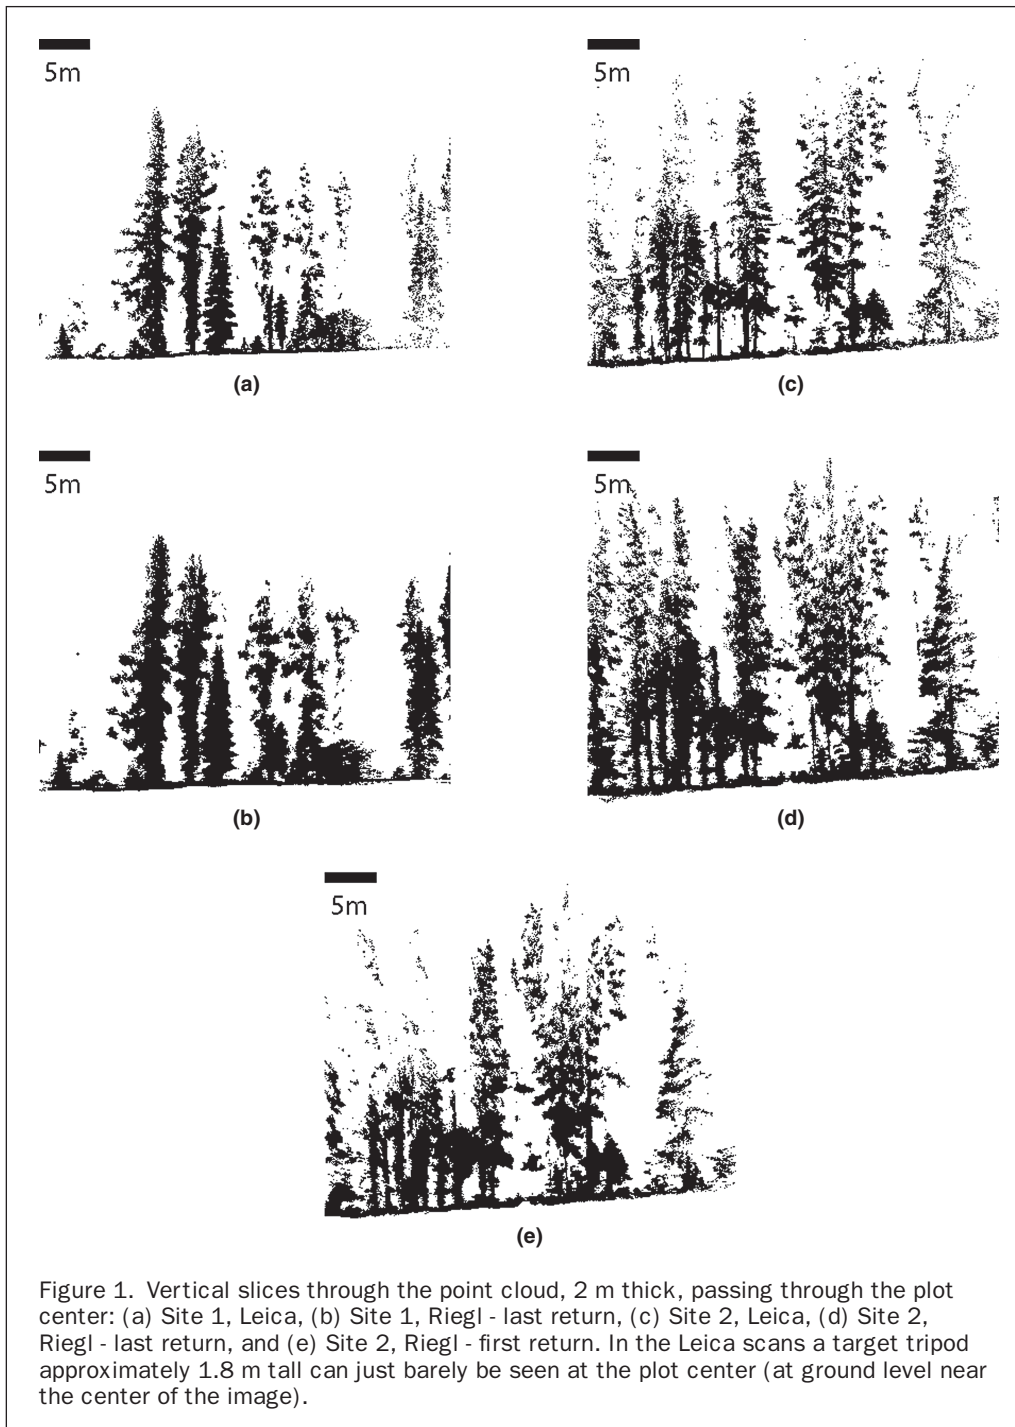 5m
(a)
5m
(c)
5m
(b)
5m
(d)
5m
(e)
Figure 1. Vertical slices through the point cloud, 2 m thick, passing through the plot
center: (a) Site 1, Leica, (b) Site 1, Riegl - last return, (c) Site 2, Leica, (d) Site 2,
Riegl - last return, and (e) Site 2, Riegl - first return. In the Leica scans a target tripod
approximately 1.8 m tall can just barely be seen at the plot center (at ground level near
the center of the image).